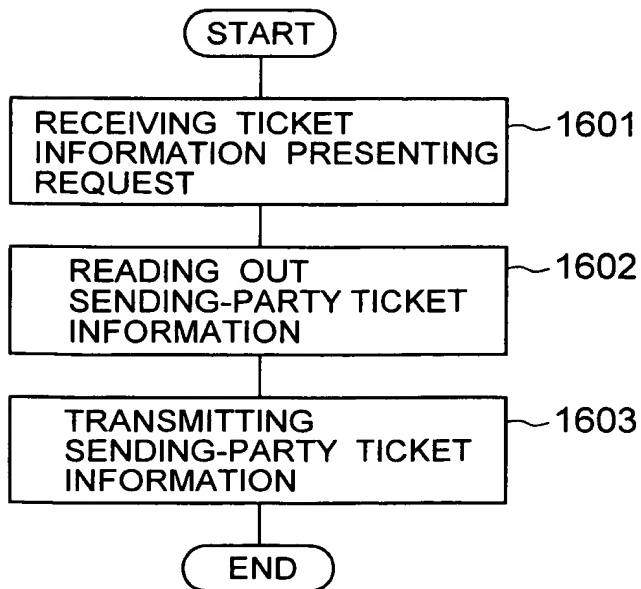 START
RECEIVING TICKET
INFORMATION PRESENTING
REQUEST
1601
READING OUT
SENDING-PARTY TICKET
INFORMATION
1602
TRANSMITTING
SENDING-PARTY TICKET
INFORMATION
1603
END